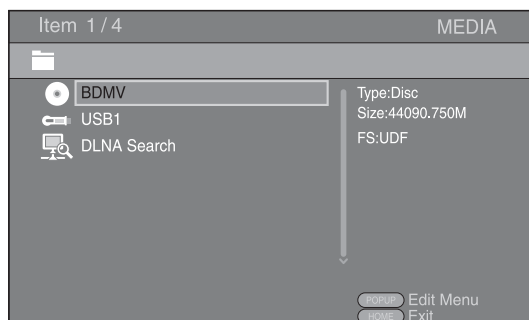 Item 1/4 MEDIA
BDMV
USB1
DLNA Search
Type:Disc
Size:44090.750M
FS:UDF
POPUP Edit Menu
HOME Exit